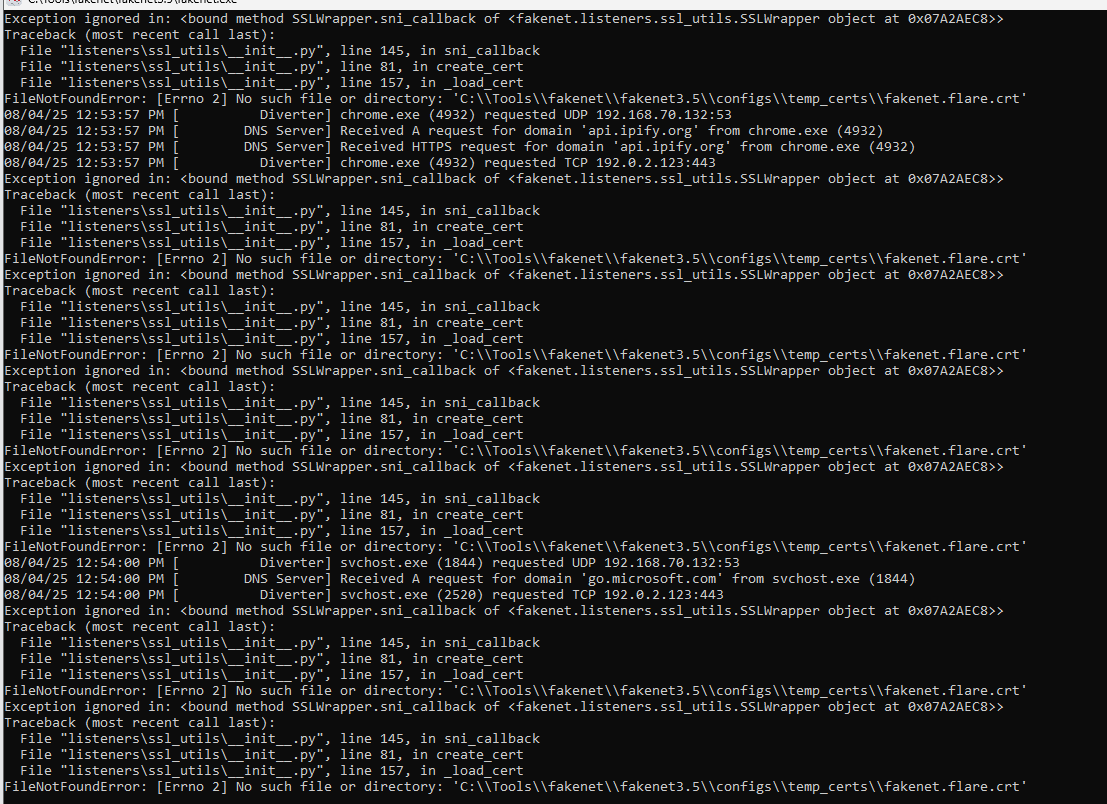 C:\Tools\fakenet\fakenet3.5\fakenet.exe
Exception ignored in: <bound method SSLWrapper.sni_callback of <fakenet.listeners.ssl_utils.SSLWrapper object at 0x07A2AEC8>>
Traceback (most recent call last):
  File "listeners\ssl_utils\__init__.py", line 145, in sni_callback
  File "listeners\ssl_utils\__init__.py", line 81, in create_cert
  File "listeners\ssl_utils\__init__.py", line 157, in _load_cert
FileNotFoundError: [Errno 2] No such file or directory: 'C:\\Tools\\fakenet\\fakenet3.5\\configs\\temp_certs\\fakenet.flare.crt'
08/04/25 12:53:57 PM [          Diverter] chrome.exe (4932) requested UDP 192.168.70.132:53
08/04/25 12:53:57 PM [        DNS Server] Received A request for domain 'api.ipify.org' from chrome.exe (4932)
08/04/25 12:53:57 PM [        DNS Server] Received HTTPS request for domain 'api.ipify.org' from chrome.exe (4932)
08/04/25 12:53:57 PM [          Diverter] chrome.exe (4932) requested TCP 192.0.2.123:443
Exception ignored in: <bound method SSLWrapper.sni_callback of <fakenet.listeners.ssl_utils.SSLWrapper object at 0x07A2AEC8>>
Traceback (most recent call last):
  File "listeners\ssl_utils\__init__.py", line 145, in sni_callback
  File "listeners\ssl_utils\__init__.py", line 81, in create_cert
  File "listeners\ssl_utils\__init__.py", line 157, in _load_cert
FileNotFoundError: [Errno 2] No such file or directory: 'C:\\Tools\\fakenet\\fakenet3.5\\configs\\temp_certs\\fakenet.flare.crt'
Exception ignored in: <bound method SSLWrapper.sni_callback of <fakenet.listeners.ssl_utils.SSLWrapper object at 0x07A2AEC8>>
Traceback (most recent call last):
  File "listeners\ssl_utils\__init__.py", line 145, in sni_callback
  File "listeners\ssl_utils\__init__.py", line 81, in create_cert
  File "listeners\ssl_utils\__init__.py", line 157, in _load_cert
FileNotFoundError: [Errno 2] No such file or directory: 'C:\\Tools\\fakenet\\fakenet3.5\\configs\\temp_certs\\fakenet.flare.crt'
Exception ignored in: <bound method SSLWrapper.sni_callback of <fakenet.listeners.ssl_utils.SSLWrapper object at 0x07A2AEC8>>
Traceback (most recent call last):
  File "listeners\ssl_utils\__init__.py", line 145, in sni_callback
  File "listeners\ssl_utils\__init__.py", line 81, in create_cert
  File "listeners\ssl_utils\__init__.py", line 157, in _load_cert
FileNotFoundError: [Errno 2] No such file or directory: 'C:\\Tools\\fakenet\\fakenet3.5\\configs\\temp_certs\\fakenet.flare.crt'
Exception ignored in: <bound method SSLWrapper.sni_callback of <fakenet.listeners.ssl_utils.SSLWrapper object at 0x07A2AEC8>>
Traceback (most recent call last):
  File "listeners\ssl_utils\__init__.py", line 145, in sni_callback
  File "listeners\ssl_utils\__init__.py", line 81, in create_cert
  File "listeners\ssl_utils\__init__.py", line 157, in _load_cert
FileNotFoundError: [Errno 2] No such file or directory: 'C:\\Tools\\fakenet\\fakenet3.5\\configs\\temp_certs\\fakenet.flare.crt'
08/04/25 12:54:00 PM [          Diverter] svchost.exe (1844) requested UDP 192.168.70.132:53
08/04/25 12:54:00 PM [        DNS Server] Received A request for domain 'go.microsoft.com' from svchost.exe (1844)
08/04/25 12:54:00 PM [          Diverter] svchost.exe (2520) requested TCP 192.0.2.123:443
Exception ignored in: <bound method SSLWrapper.sni_callback of <fakenet.listeners.ssl_utils.SSLWrapper object at 0x07A2AEC8>>
Traceback (most recent call last):
  File "listeners\ssl_utils\__init__.py", line 145, in sni_callback
  File "listeners\ssl_utils\__init__.py", line 81, in create_cert
  File "listeners\ssl_utils\__init__.py", line 157, in _load_cert
FileNotFoundError: [Errno 2] No such file or directory: 'C:\\Tools\\fakenet\\fakenet3.5\\configs\\temp_certs\\fakenet.flare.crt'
Exception ignored in: <bound method SSLWrapper.sni_callback of <fakenet.listeners.ssl_utils.SSLWrapper object at 0x07A2AEC8>>
Traceback (most recent call last):
  File "listeners\ssl_utils\__init__.py", line 145, in sni_callback
  File "listeners\ssl_utils\__init__.py", line 81, in create_cert
  File "listeners\ssl_utils\__init__.py", line 157, in _load_cert
FileNotFoundError: [Errno 2] No such file or directory: 'C:\\Tools\\fakenet\\fakenet3.5\\configs\\temp_certs\\fakenet.flare.crt'